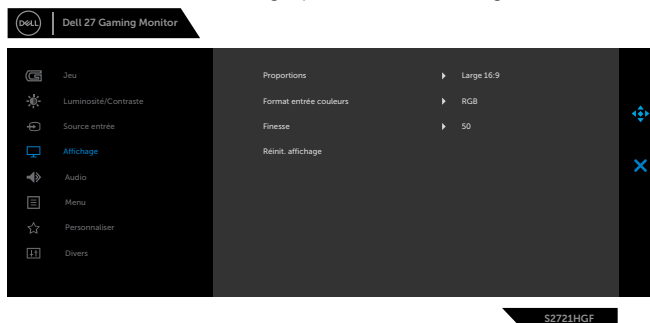 DELL Dell 27 Gaming Monitor
Jeu Proportions Large 16:9
Luminosité/Contraste Format entrée couleurs RGB
Source entrée Finesse 50
Affichage Réinit. affichage
Audio
Menu
Personnaliser
Divers
S2721HGF